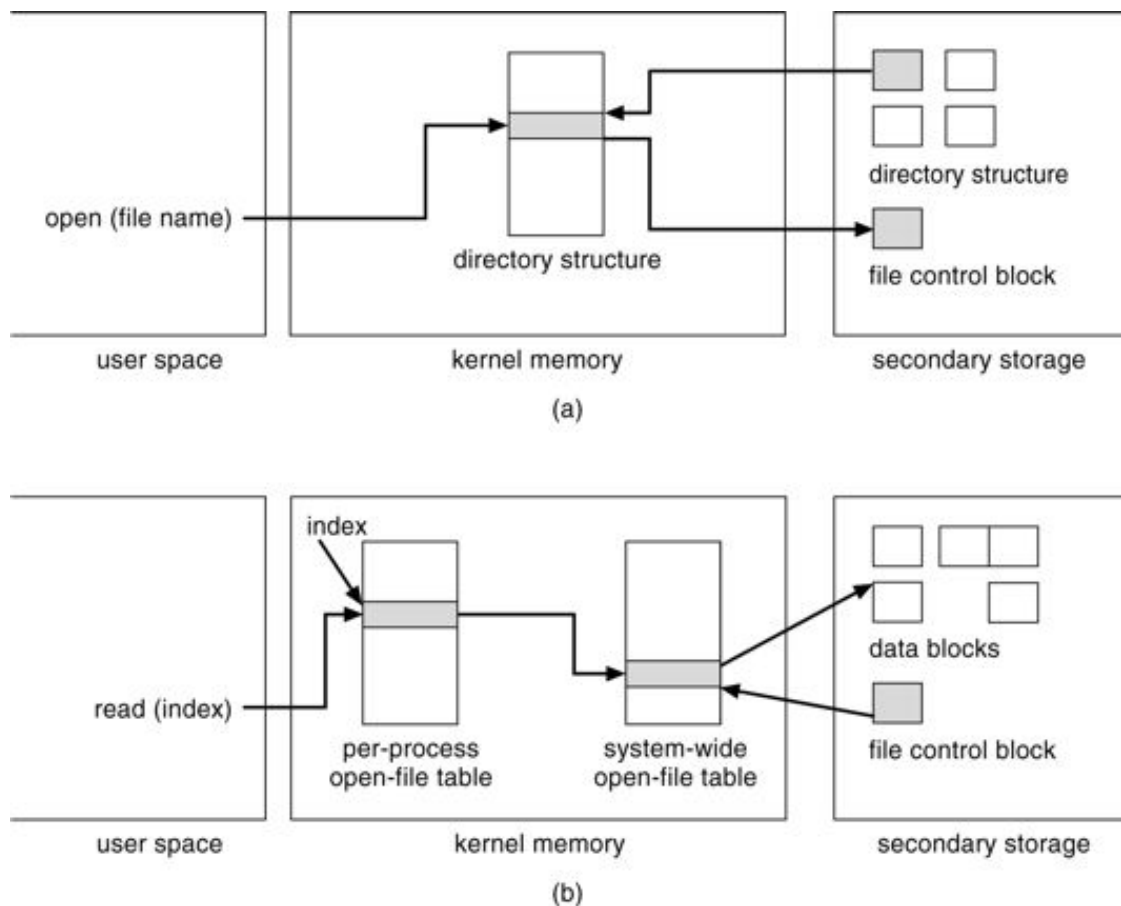 open (file name)
directory structure
directory structure
file control block
user space
kernel memory
secondary storage
(a)
index
read (index)
per-process
open-file table
system-wide
open-file table
data blocks
file control block
user space
kernel memory
secondary storage
(b)